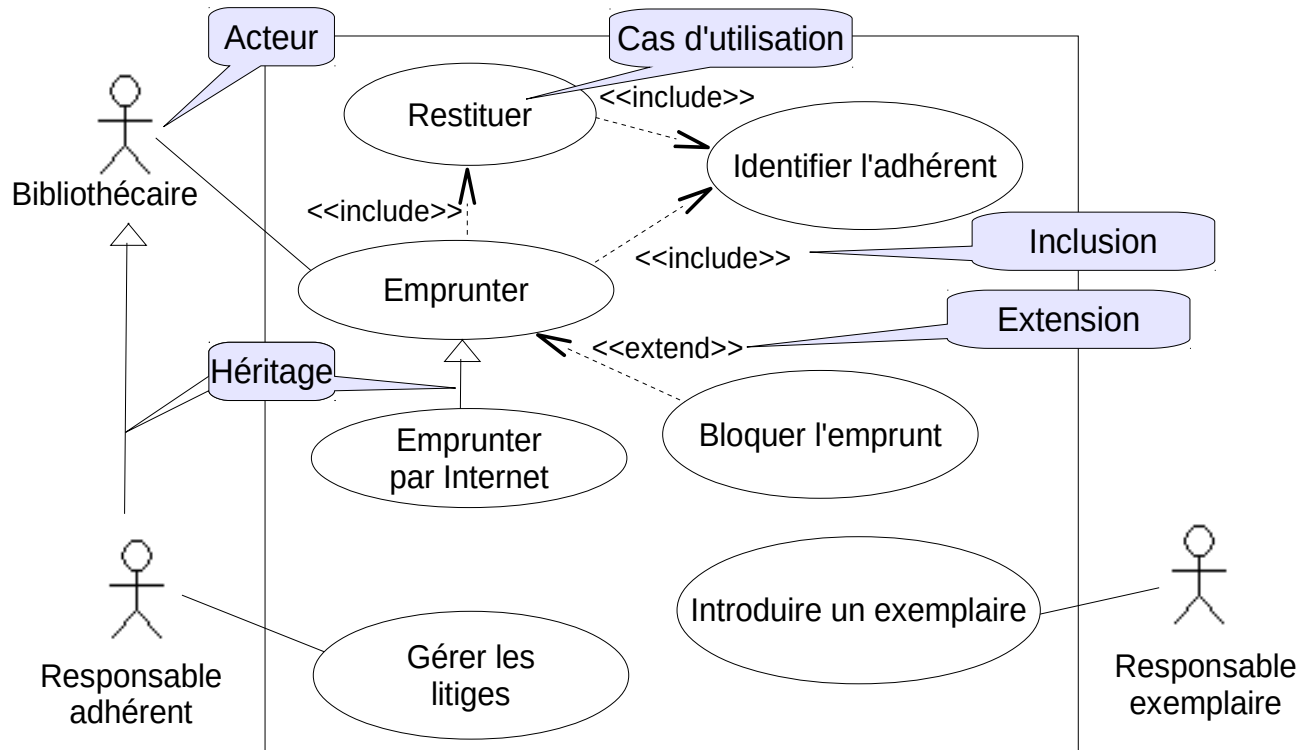 Acteur
Cas d'utilisation
<<include>>
Restituer
Identifier l'adhérent
Bibliothécaire
<<include>>
Inclusion
<<include>>
Emprunter
Extension
<<extend>>
Héritage
Emprunter
par Internet
Bloquer l'emprunt
Introduire un exemplaire
Gérer les
litiges
Responsable
adhérent
Responsable
exemplaire